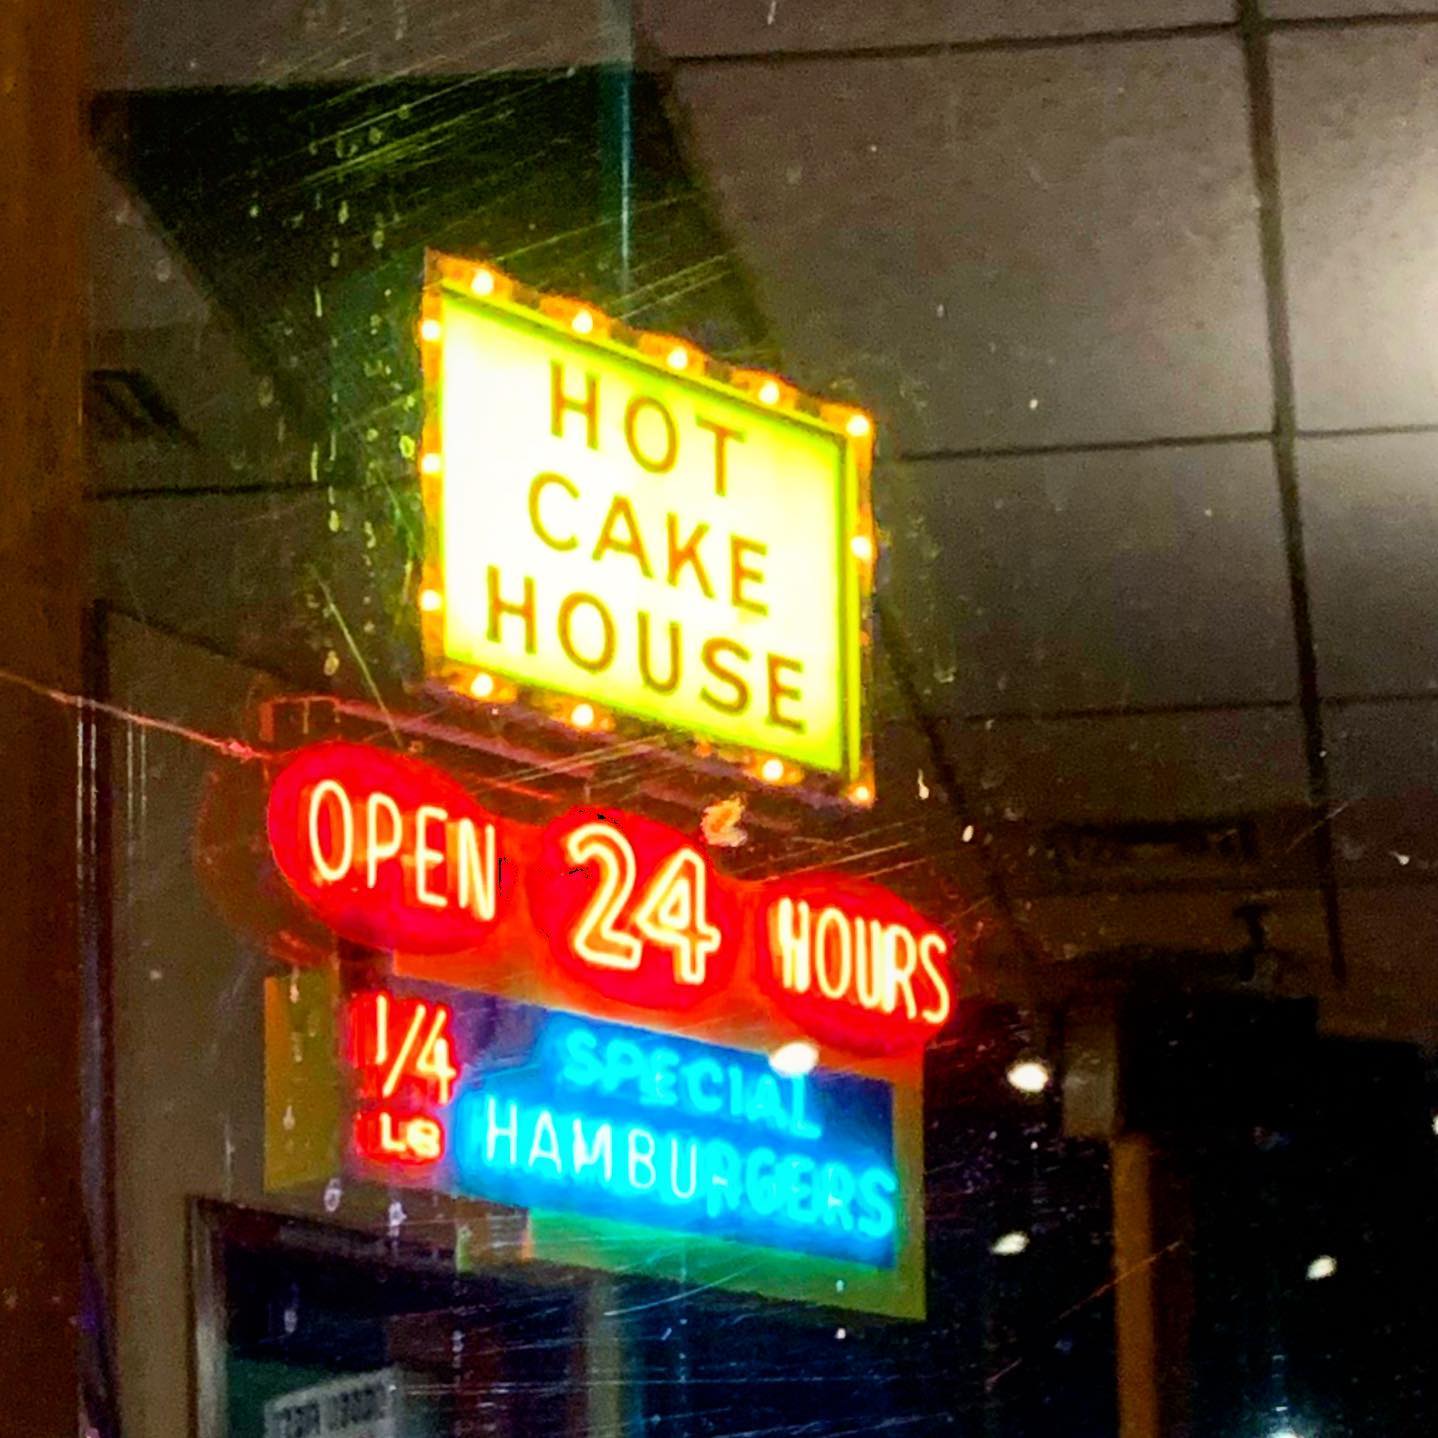 HOT
CAKE
HOUSE
OPEN 24 HOURS
1/4
LB
SPECIAL
HAMBURGERS